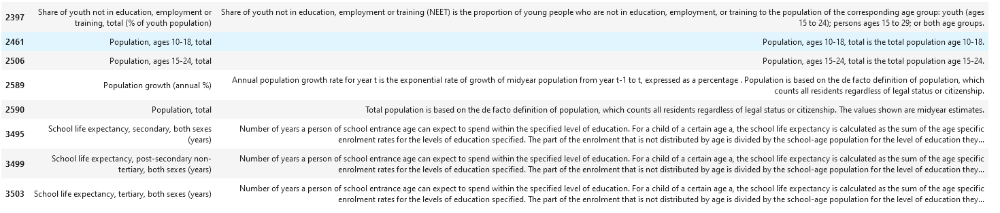 2397 Share of youth not in education, employment or training, total (% of youth population) Share of youth not in education, employment or training (NEET) is the proportion of young people who are not in education, employment, or training to the population of the corresponding age group: youth (ages 15 to 24); persons ages 15 to 29; or both age groups.
2461 Population, ages 10-18, total Population, ages 10-18, total is the total population age 10-18.
2506 Population, ages 15-24, total Population, ages 15-24, total is the total population age 15-24.
2589 Population growth (annual %) Annual population growth rate for year t is the exponential rate of growth of midyear population from year t-1 to t, expressed as a percentage . Population is based on the de facto definition of population, which counts all residents regardless of legal status or citizenship.
2590 Population, total Total population is based on the de facto definition of population, which counts all residents regardless of legal status or citizenship. The values shown are midyear estimates.
3495 School life expectancy, secondary, both sexes (years) Number of years a person of school entrance age can expect to spend within the specified level of education. For a child of a certain age a, the school life expectancy is calculated as the sum of the age specific enrolment rates for the levels of education specified. The part of the enrolment that is not distributed by age is divided by the school-age population for the level of education they...
3499 School life expectancy, post-secondary non-tertiary, both sexes (years) Number of years a person of school entrance age can expect to spend within the specified level of education. For a child of a certain age a, the school life expectancy is calculated as the sum of the age specific enrolment rates for the levels of education specified. The part of the enrolment that is not distributed by age is divided by the school-age population for the level of education they...
3503 School life expectancy, tertiary, both sexes (years) Number of years a person of school entrance age can expect to spend within the specified level of education. For a child of a certain age a, the school life expectancy is calculated as the sum of the age specific enrolment rates for the levels of education specified. The part of the enrolment that is not distributed by age is divided by the school-age population for the level of education they...